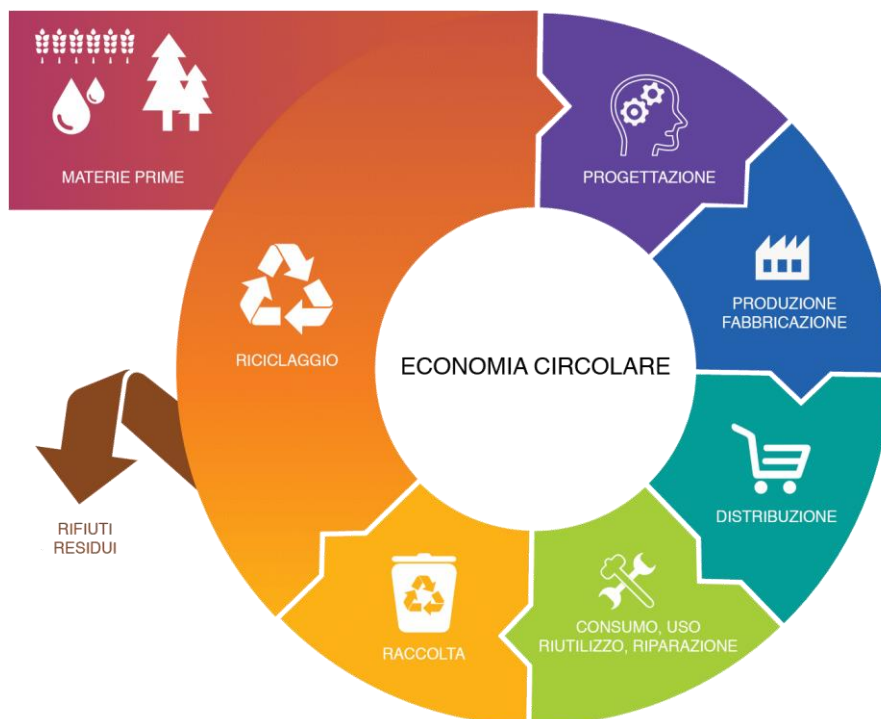 MATERIE PRIME
PROGETTAZIONE
PRODUZIONE
FABBRICAZIONE
RICICLAGGIO
ECONOMIA CIRCOLARE
DISTRIBUZIONE
RIFIUTI
RESIDUI
CONSUMO, USO
RIUTILIZZO, RIPARAZIONE
RACCOLTA